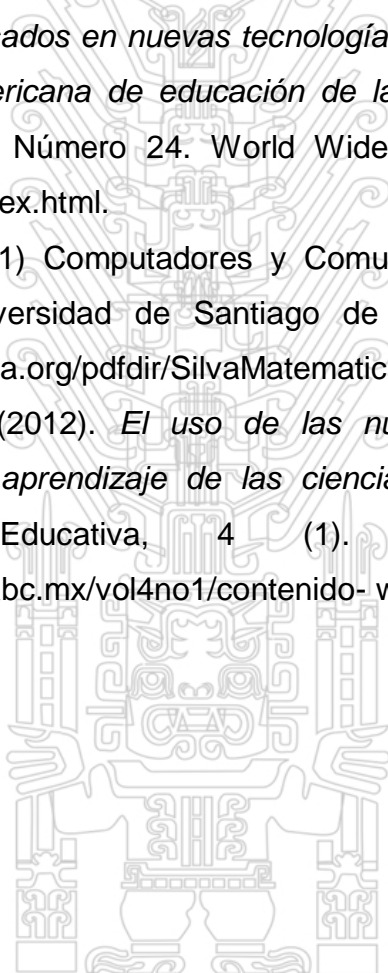 cados en nuevas tecnología
ericana de educación de la
Número 24. World Wide
ex.html.
1) Computadores y Comu
versidad de Santiago de
a.org/pdfdir/SilvaMatematic
(2012). El uso de las nu
aprendizaje de las ciencia
Educativa, 4 (1).
bc.mx/vol4no1/contenido- w